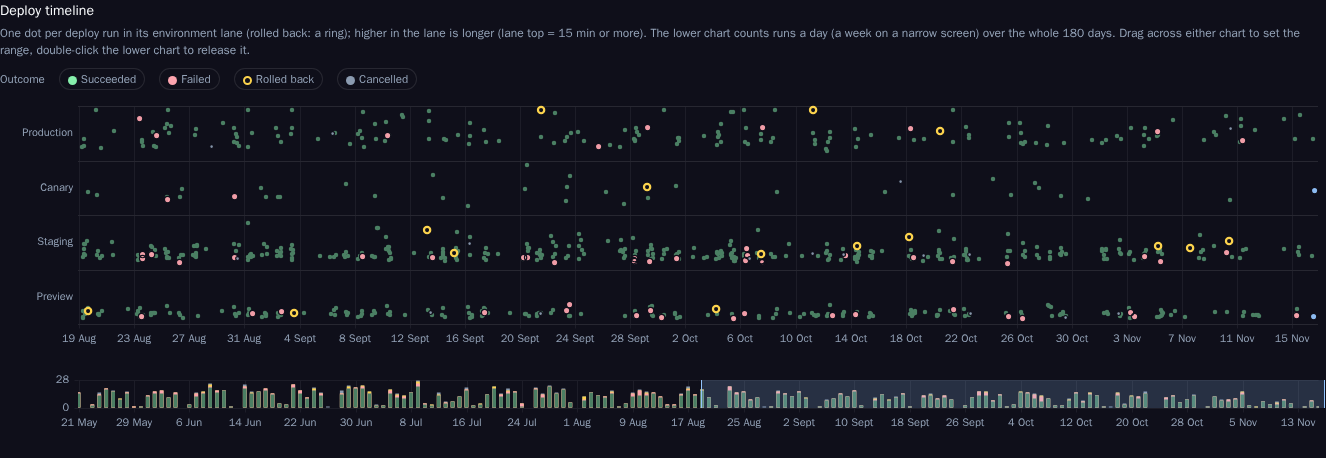 Deploy timeline
One dot per deploy run in its environment lane (rolled back: a ring); higher in the lane is longer (lane top = 15 min or more). The lower chart counts runs a day (a week on a narrow screen) over the whole 180 days. Drag across either chart to set the
range, double-click the lower chart to release it.
Outcome Succeeded Failed Rolled back Cancelled
Production
Canary
Staging
Preview
19 Aug 23 Aug 27 Aug 31 Aug 4 Sept 8 Sept 12 Sept 16 Sept 20 Sept 24 Sept 28 Sept 2 Oct 6 Oct 10 Oct 14 Oct 18 Oct 22 Oct 26 Oct 30 Oct 3 Nov 7 Nov 11 Nov 15 Nov
28
0
21 May 29 May 6 Jun 14 Jun 22 Jun 30 Jun 8 Jul 16 Jul 24 Jul 1 Aug 9 Aug 17 Aug 25 Aug 2 Sept 10 Sept 18 Sept 26 Sept 4 Oct 12 Oct 20 Oct 28 Oct 5 Nov 13 Nov